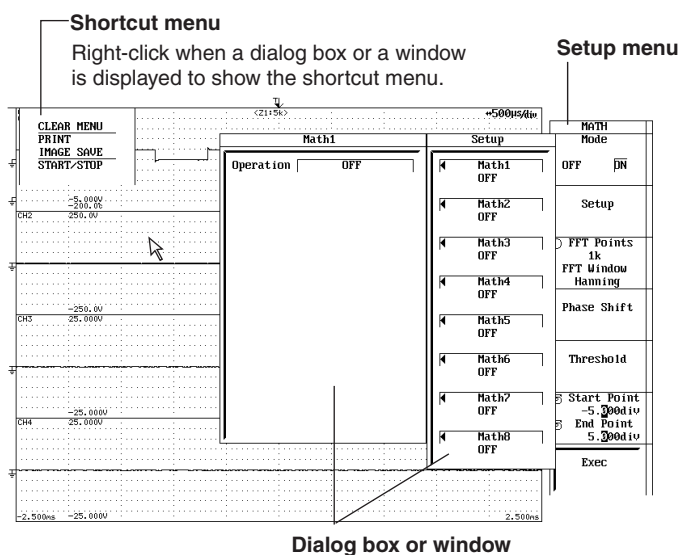 Shortcut menu
Right-click when a dialog box or a window
is displayed to show the shortcut menu.
Setup menu
<Z1:5k>
500µs/div
CLEAR MENU
PRINT
IMAGE SAVE
START/STOP
Math1
Operation OFF
Setup
Math1
OFF
Math2
OFF
Math3
OFF
Math4
OFF
Math5
OFF
Math6
OFF
Math7
OFF
Math8
OFF
MATH
Mode
OFF ON
Setup
FFT Points
1k
FFT Window
Hanning
Phase Shift
Threshold
Start Point
-5.000div
End Point
5.000div
Exec
-5.000V
-200.0%
CH2 250.0V
-250.0V
CH3 25.000V
-25.000V
CH4 25.000V
-2.500ms -25.000V 2.500ms
Dialog box or window